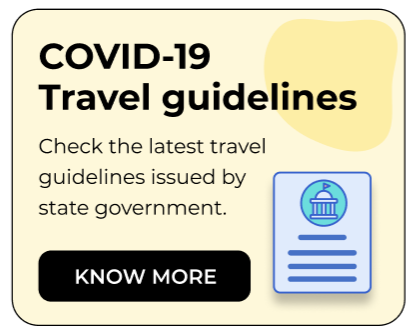 COVID-19
Travel guidelines
Check the latest travel
guidelines issued by
state government.
KNOW MORE